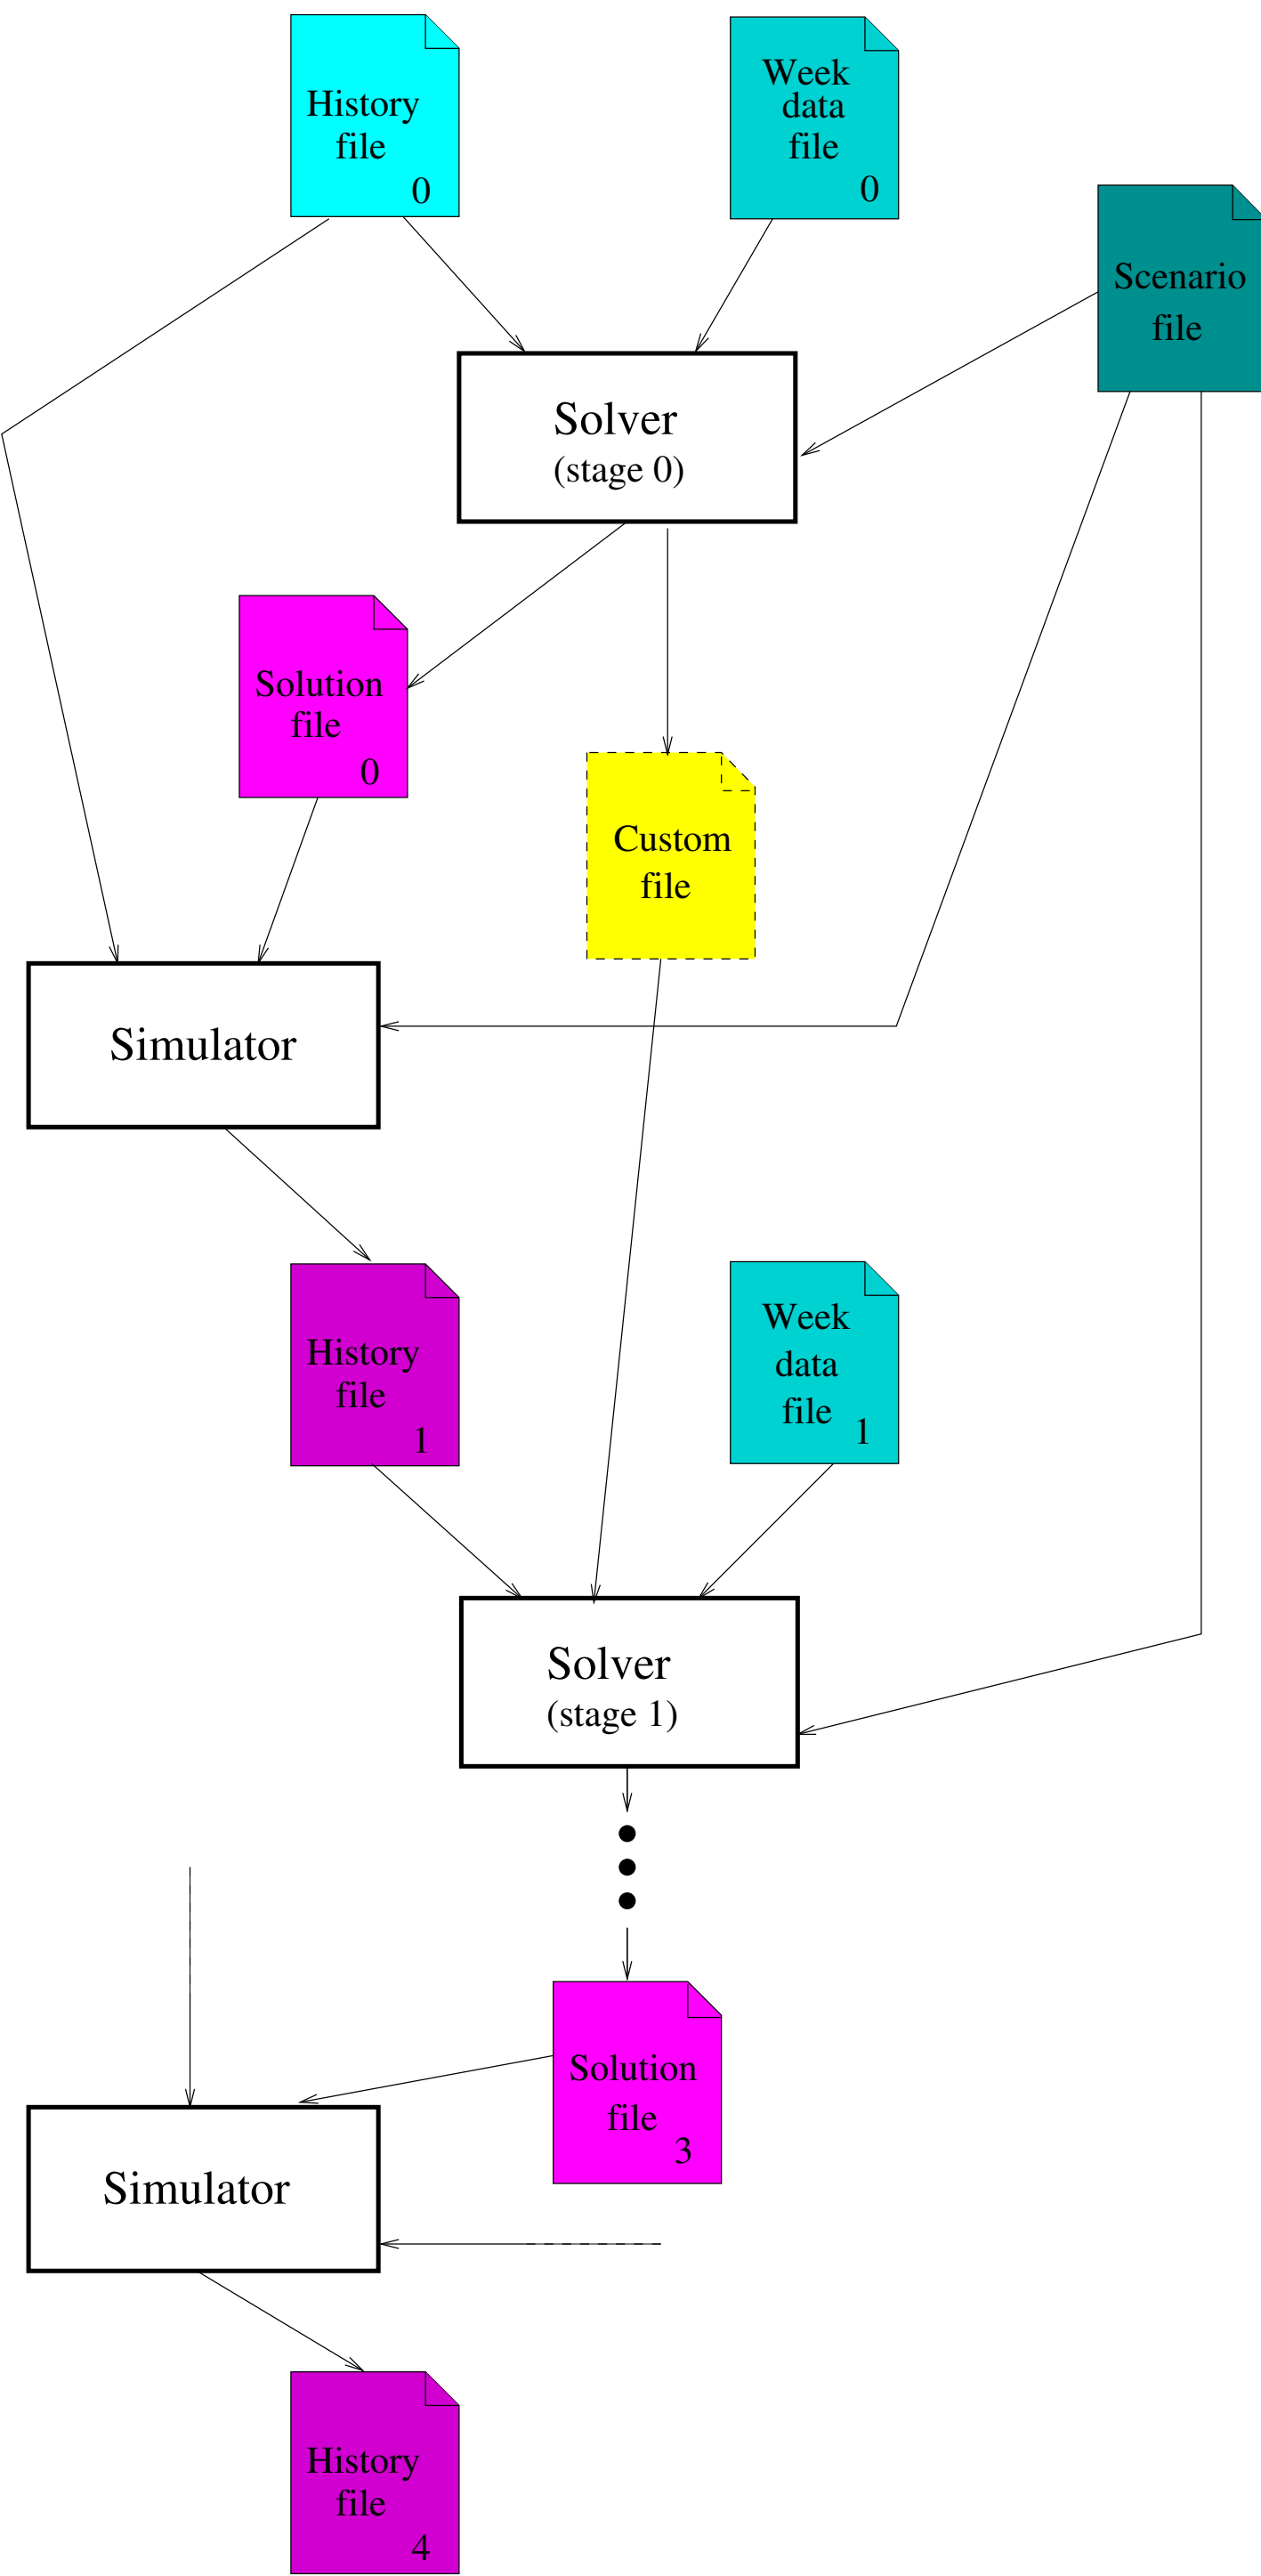 History
file
0
Week
data
file
0
Scenario
file
Solver
(stage 0)
Solution
file
0
Custom
file
Simulator
History
file
1
Week
data
file
1
Solver
(stage 1)
Solution
file
3
Simulator
History
file
4